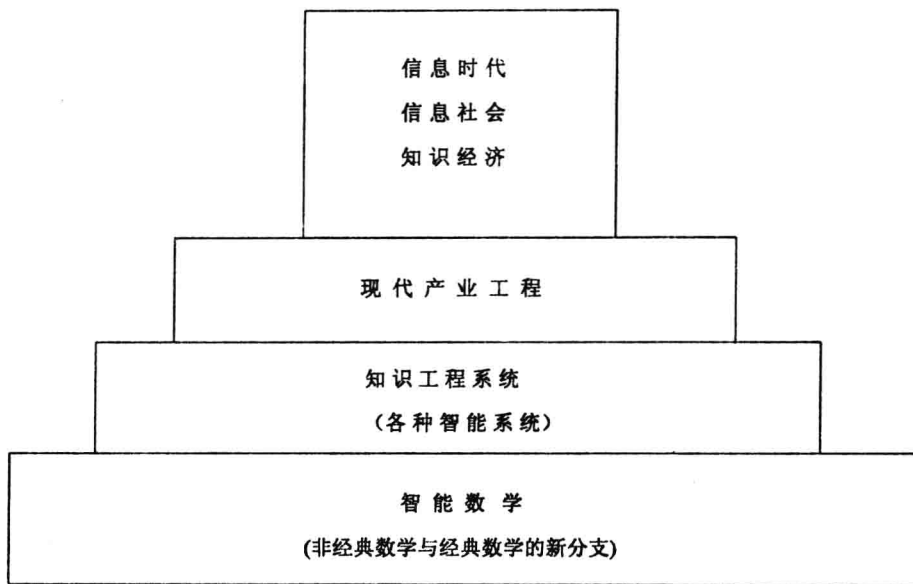 信息时代
信息社会
知识经济
现代产业工程
知识工程系统
（各种智能系统）
智能数学
(非经典数学与经典数学的新分支)